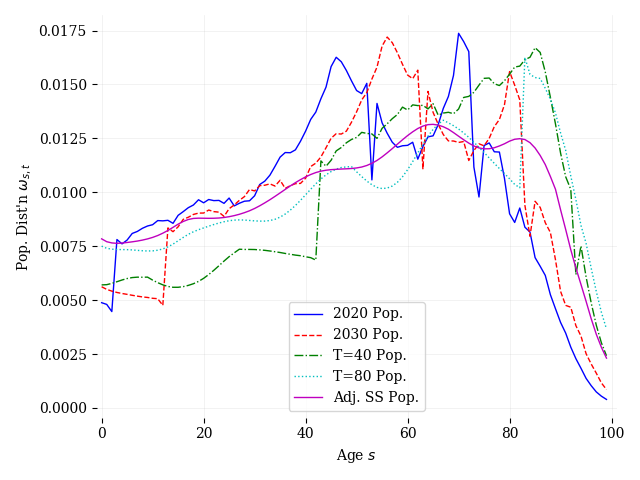 0.0175
0.0150
0.0125
0.0100
0.0075
0.0050
0.0025
0.0000
Pop. Dist'n ω_{s,t}
2020 Pop.
2030 Pop.
T=40 Pop.
T=80 Pop.
Adj. SS Pop.
0 20 40 60 80 100
Age s